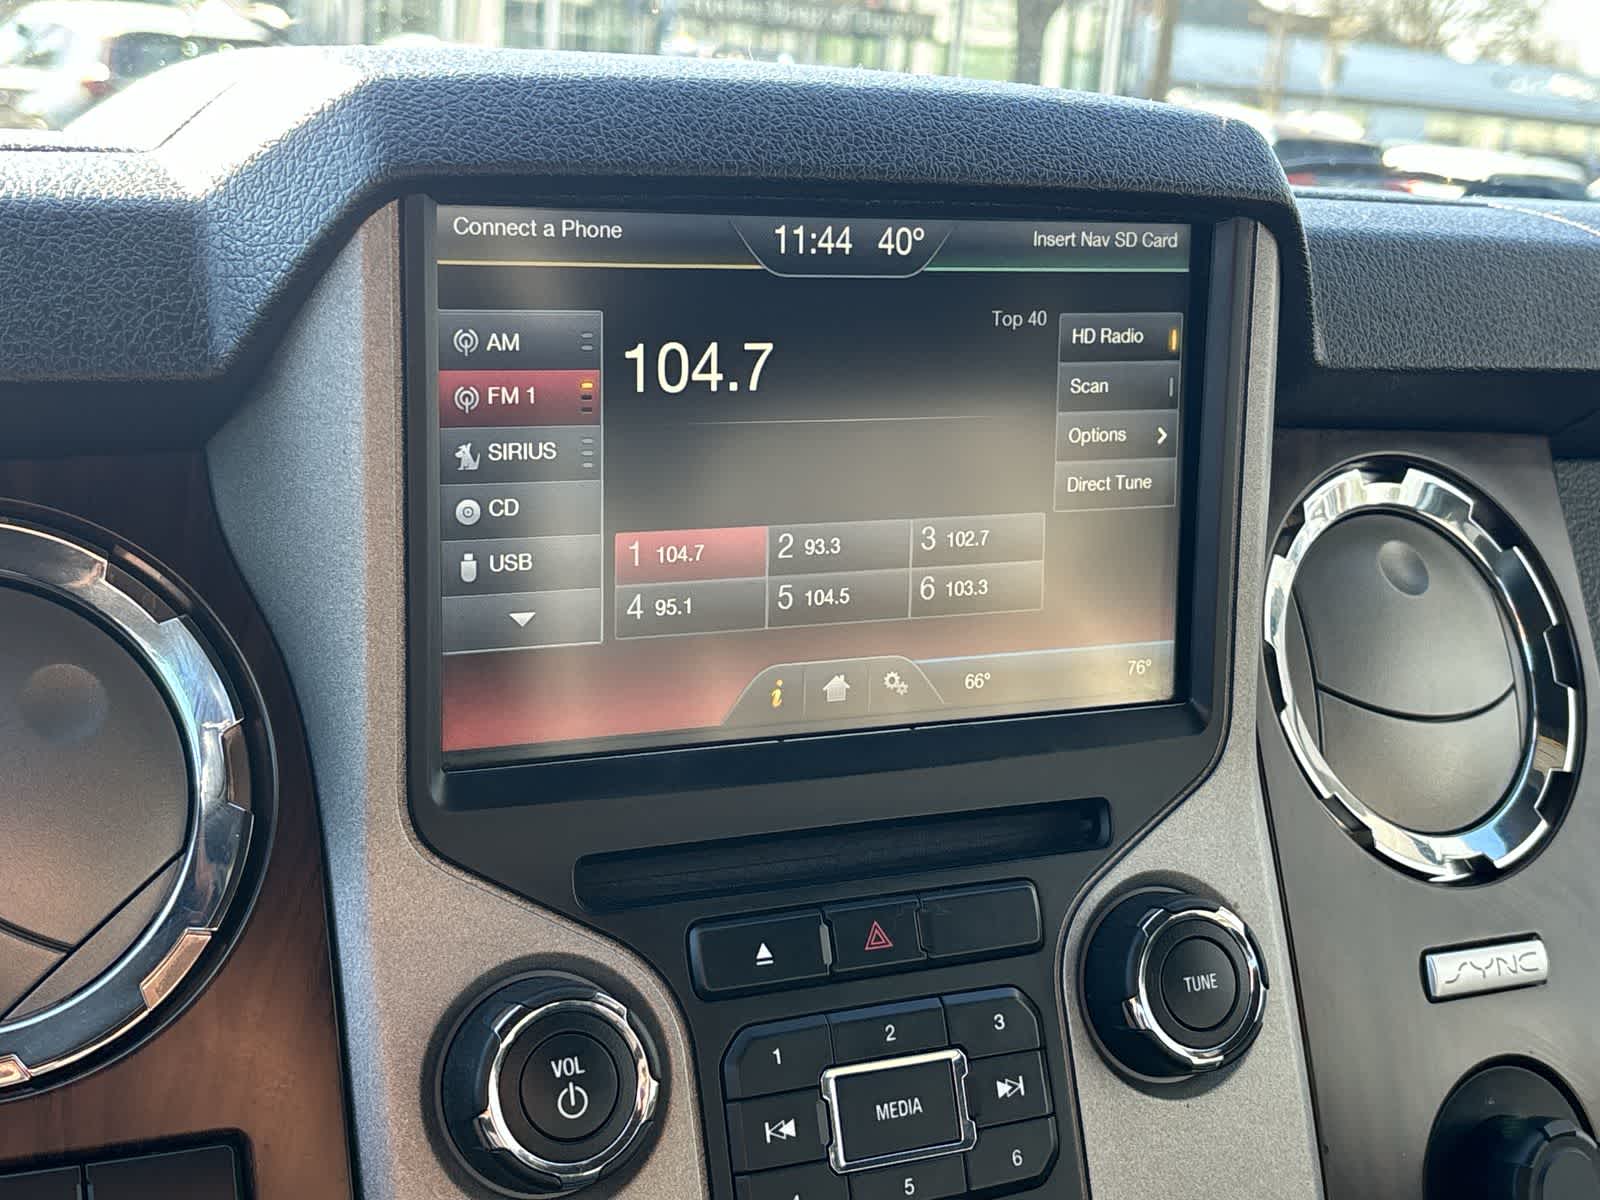 Connect a Phone
11:44 40°
Insert Nav SD Card
AM
FM 1
SIRIUS
CD
USB
104.7
Top 40
HD Radio
Scan
Options
Direct Tune
1 104.7
2 93.3
3 102.7
4 95.1
5 104.5
6 103.3
i
66°
76°
VOL
TUNE
SYNC
1
2
3
MEDIA
4
5
6